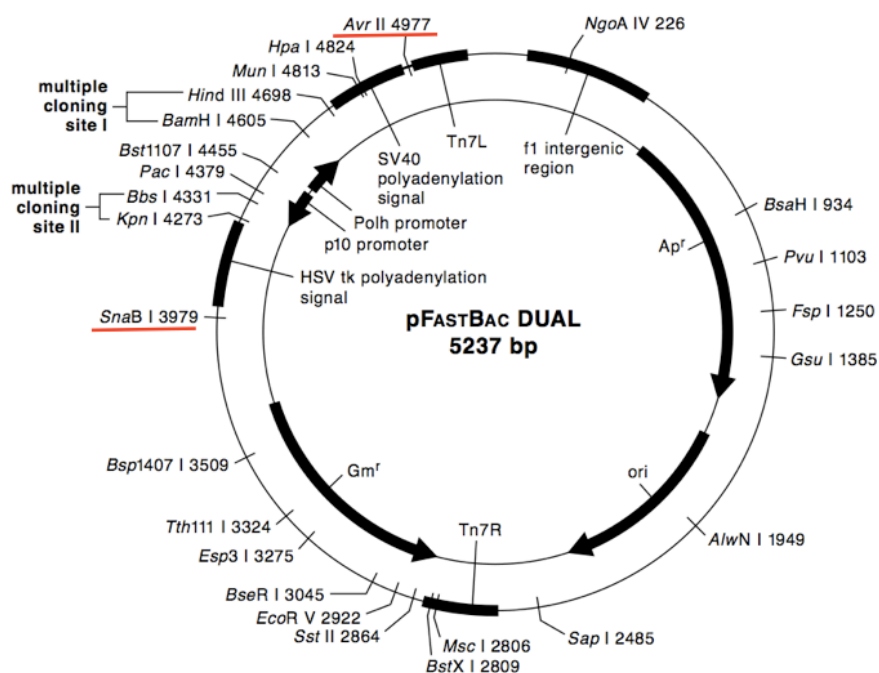 Avr II 4977
NgoA IV 226
Hpa I 4824
Mun I 4813
multiple
cloning
site I
Hind III 4698
BamH I 4605
Tn7L
f1 intergenic
region
SV40
polyadenylation
signal
Bst1107 I 4455
Pac I 4379
multiple
cloning
site II
Bbs I 4331
Kpn I 4273
Polh promoter
p10 promoter
HSV tk polyadenylation
signal
Apr
BsaH I 934
Pvu I 1103
Fsp I 1250
Gsu I 1385
SnaB I 3979
pFASTBAC DUAL
5237 bp
Bsp1407 I 3509
Gmr
ori
Tth111 I 3324
Esp3 I 3275
Tn7R
AlwN I 1949
BseR I 3045
EcoR V 2922
Sst II 2864
Msc I 2806
BstX I 2809
Sap I 2485